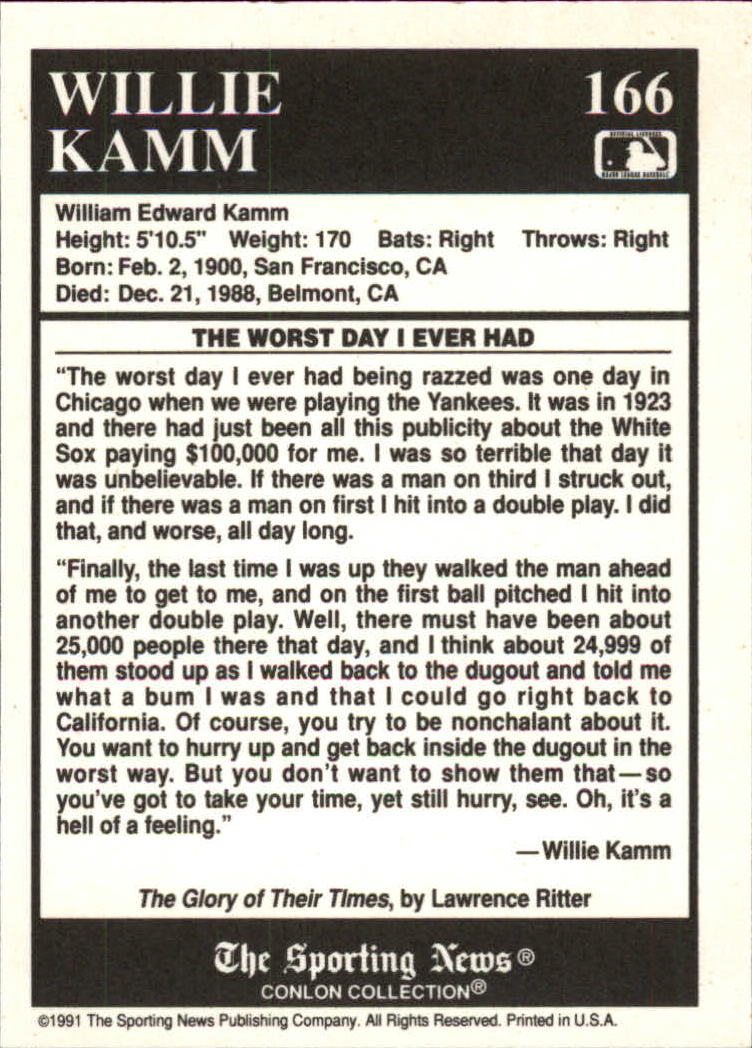 WILLIE
KAMM
166
William Edward Kamm
Height: 5'10.5" Weight: 170 Bats: Right Throws: Right
Born: Feb. 2, 1900, San Francisco, CA
Died: Dec. 21, 1988, Belmont, CA
THE WORST DAY I EVER HAD
“The worst day I ever had being razzed was one day in
Chicago when we were playing the Yankees. It was in 1923
and there had just been all this publicity about the White
Sox paying $100,000 for me. I was so terrible that day it
was unbelievable. If there was a man on third I struck out,
and if there was a man on first I hit into a double play. I did
that, and worse, all day long.
“Finally, the last time I was up they walked the man ahead
of me to get to me, and on the first ball pitched I hit into
another double play. Well, there must have been about
25,000 people there that day, and I think about 24,999 of
them stood up as I walked back to the dugout and told me
what a bum I was and that I could go right back to
California. Of course, you try to be nonchalant about it.
You want to hurry up and get back inside the dugout in the
worst way. But you don’t want to show them that—so
you’ve got to take your time, yet still hurry, see. Oh, it’s a
hell of a feeling.”
—Willie Kamm
The Glory of Their TImes, by Lawrence Ritter
The Sporting News®
CONLON COLLECTION®
©1991 The Sporting News Publishing Company. All Rights Reserved. Printed in U.S.A.